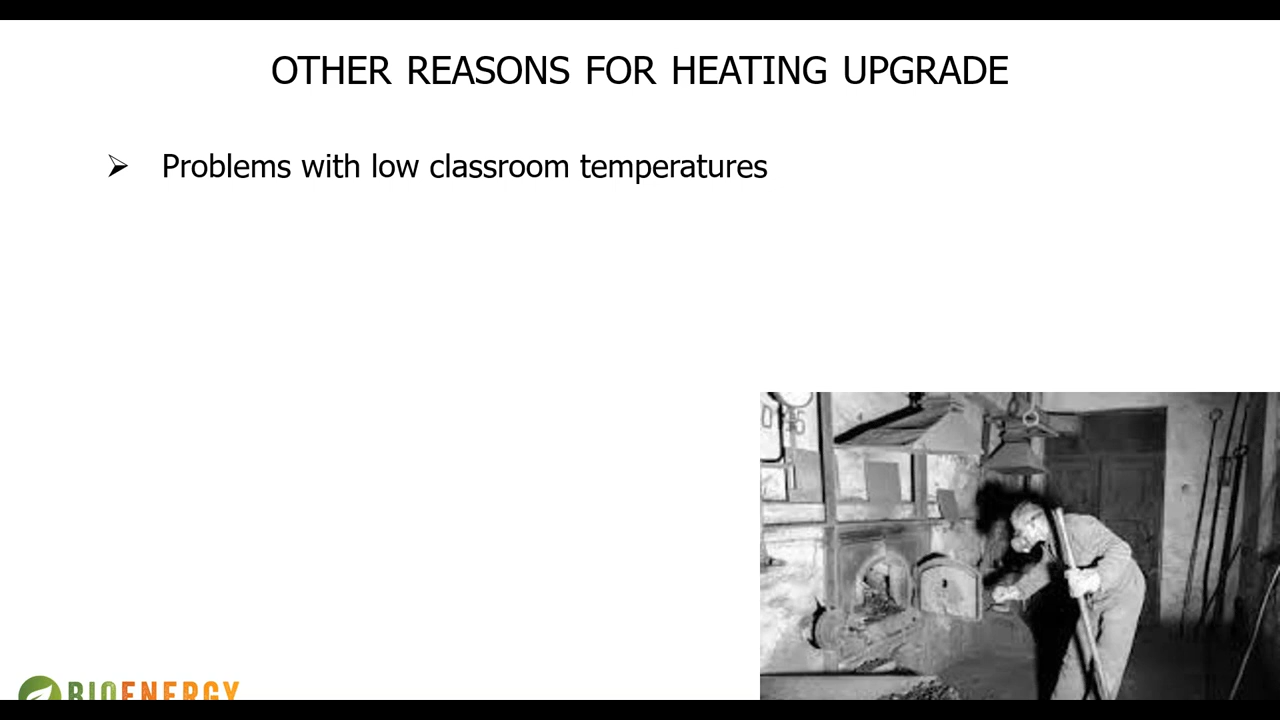 OTHER REASONS FOR HEATING UPGRADE
Problems with low classroom temperatures
BIOENERGY